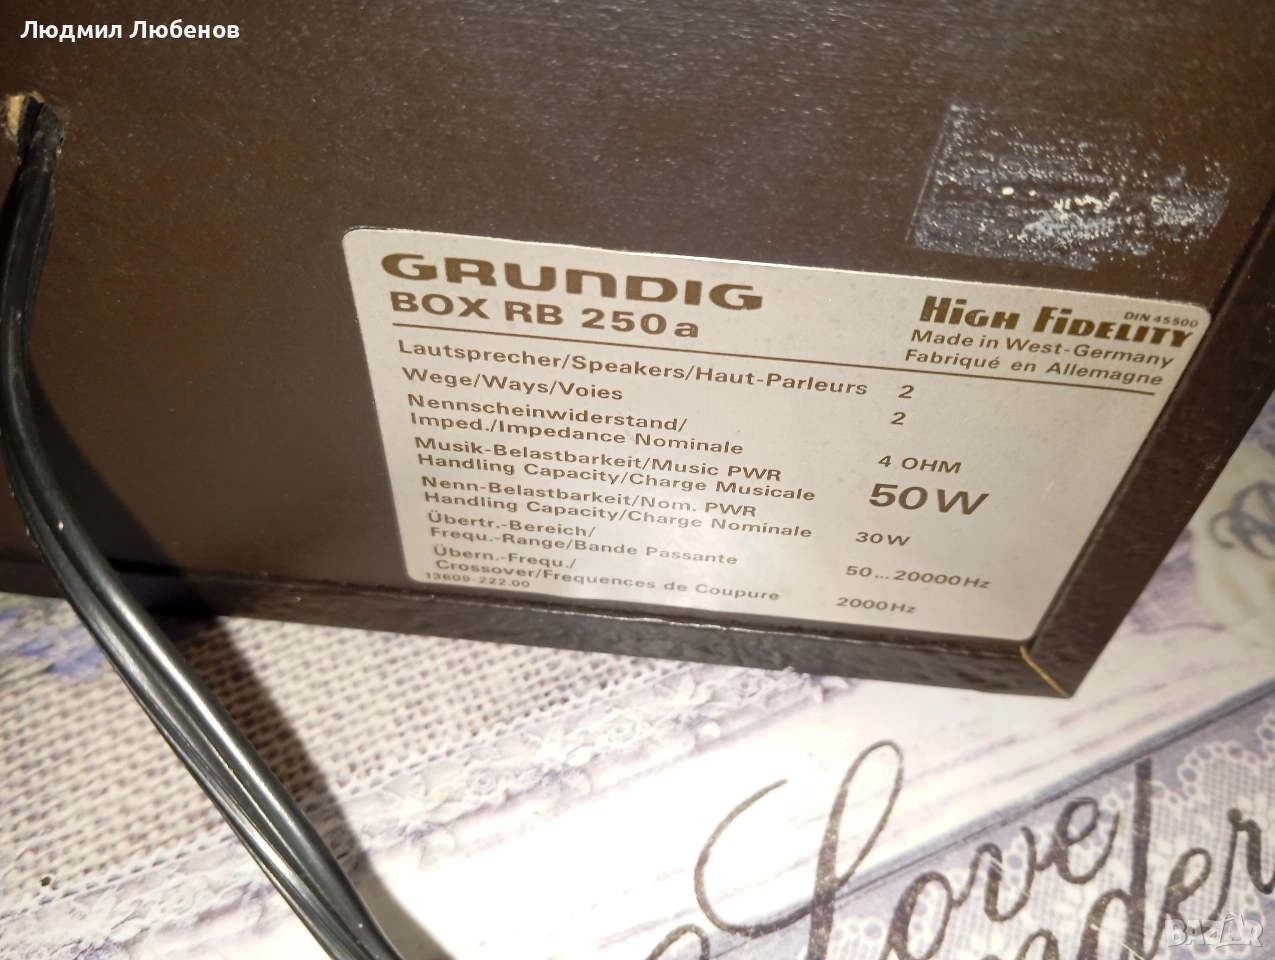 Людмил Любенов
GRUNDIG
BOX RB 250a
High Fidelity
DIN 45500
Made in West-Germany
Fabriqué en Allemagne
Lautsprecher/Speakers/Haut-Parleurs 2
Wege/Ways/Voies 2
Nennscheinwiderstand/
Imped./Impedance Nominale 4 OHM
Musik-Belastbarkeit/Music PWR
Handling Capacity/Charge Musicale 50W
Nenn-Belastbarkeit/Nom. PWR
Handling Capacity/Charge Nominale 30W
Übertr.-Bereich/
Frequ.-Range/Bande Passante 50...20000Hz
Übern.-Frequ./
Crossover/Frequences de Coupure 2000Hz
13609-222.00
Love
BAZAR